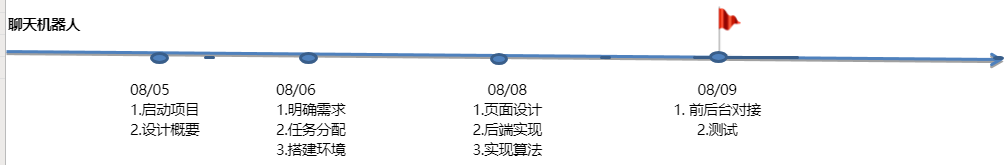 聊天机器人
08/05
1.启动项目
2.设计概要
08/06
1.明确需求
2.任务分配
3.搭建环境
08/08
1.页面设计
2.后端实现
3.实现算法
08/09
1. 前后台对接
2.测试